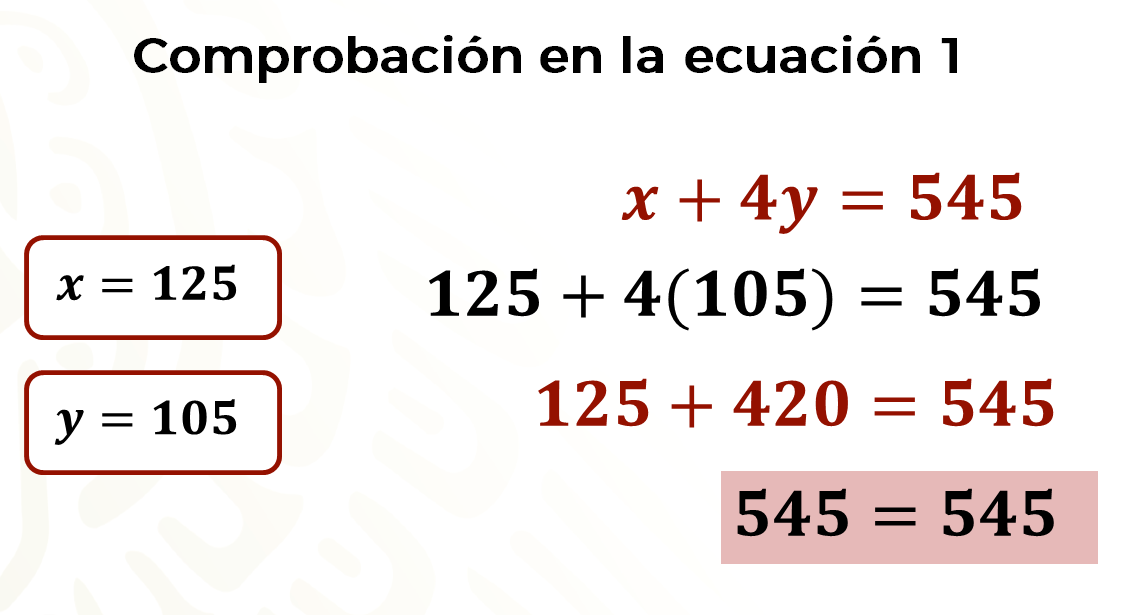 Comprobación en la ecuación 1
x + 4y = 545
x = 125
125 + 4(105) = 545
y = 105
125 + 420 = 545
545 = 545